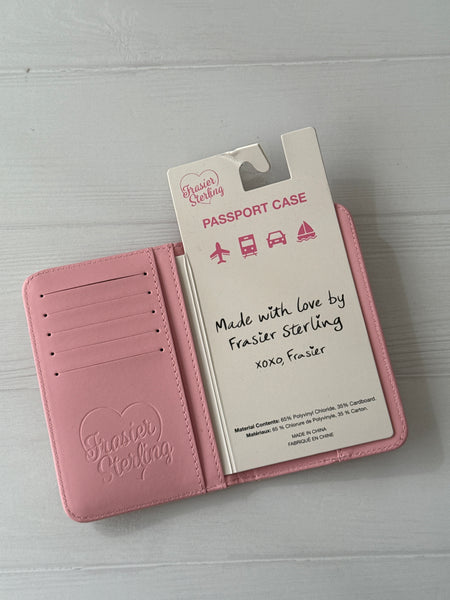 Frasier
Sterling
PASSPORT CASE
Made with love by
Frasier Sterling
xoxo, Frasier
Material Contents: 65% Polyvinyl Chloride, 35% Cardboard.
Matériaux: 65 % Chlorure de Polyvinyle, 35 % Carton.
MADE IN CHINA
FABRIQUÉ EN CHINE
Frasier
Sterling